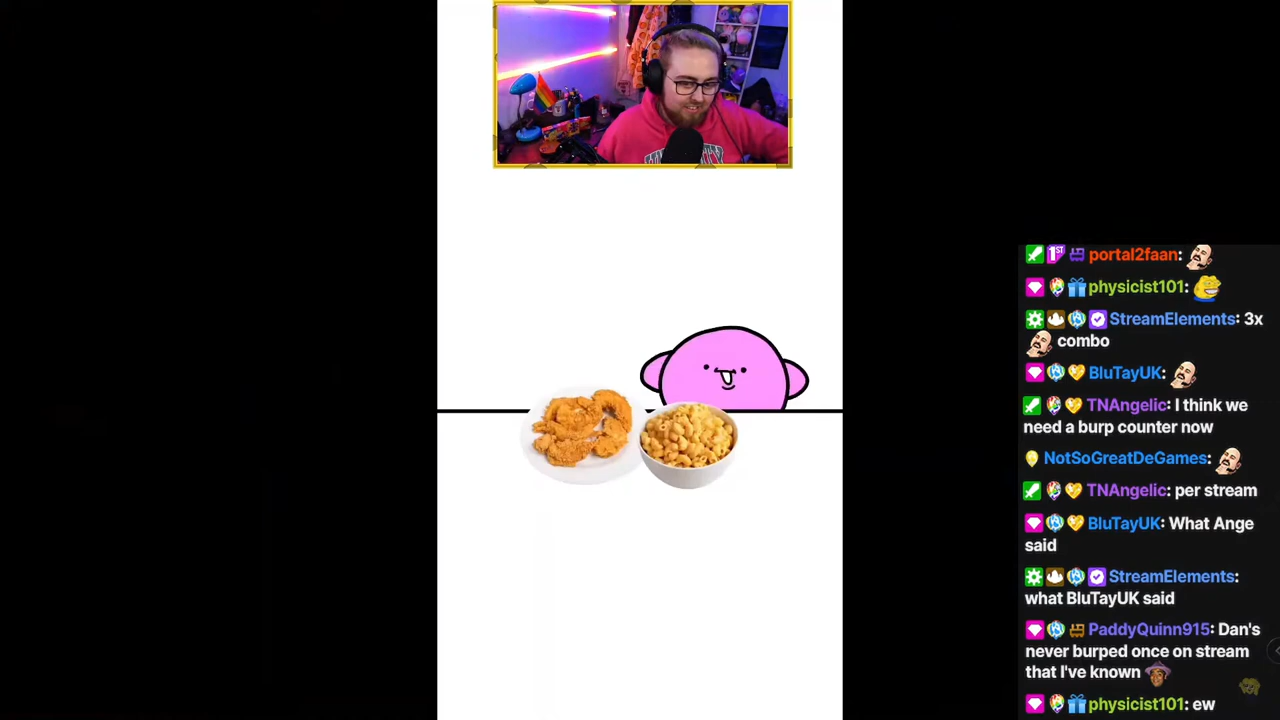 portal2faan:
physicist101:
StreamElements: 3x
combo
BluTayUK:
TNAngelic: I think we
need a burp counter now
NotSoGreatDeGames:
TNAngelic: per stream
BluTayUK: What Ange
said
StreamElements:
what BluTayUK said
PaddyQuinn915: Dan's
never burped once on stream
that I've known
physicist101: ew